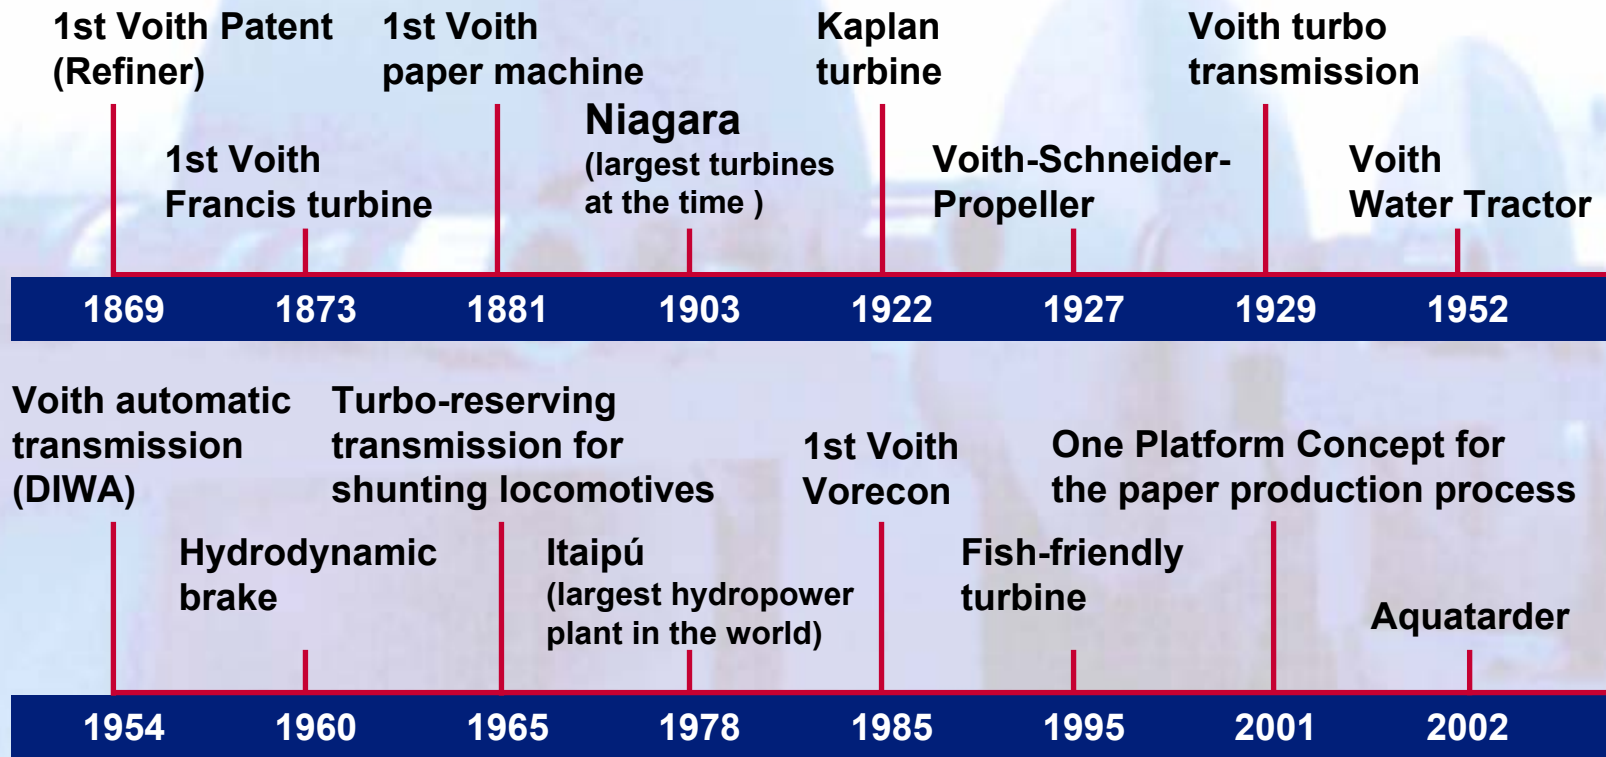 1st Voith Patent
(Refiner)
1st Voith
paper machine
Kaplan
turbine
Voith turbo
transmission
1st Voith
Francis turbine
Niagara
(largest turbines
at the time )
Voith-Schneider-
Propeller
Voith
Water Tractor
1869 1873 1881 1903 1922 1927 1929 1952
Voith automatic
transmission
(DIWA)
Turbo-reserving
transmission for
shunting locomotives
1st Voith
Vorecon
One Platform Concept for
the paper production process
Hydrodynamic
brake
Itaipú
(largest hydropower
plant in the world)
Fish-friendly
turbine
Aquatarder
1954 1960 1965 1978 1985 1995 2001 2002